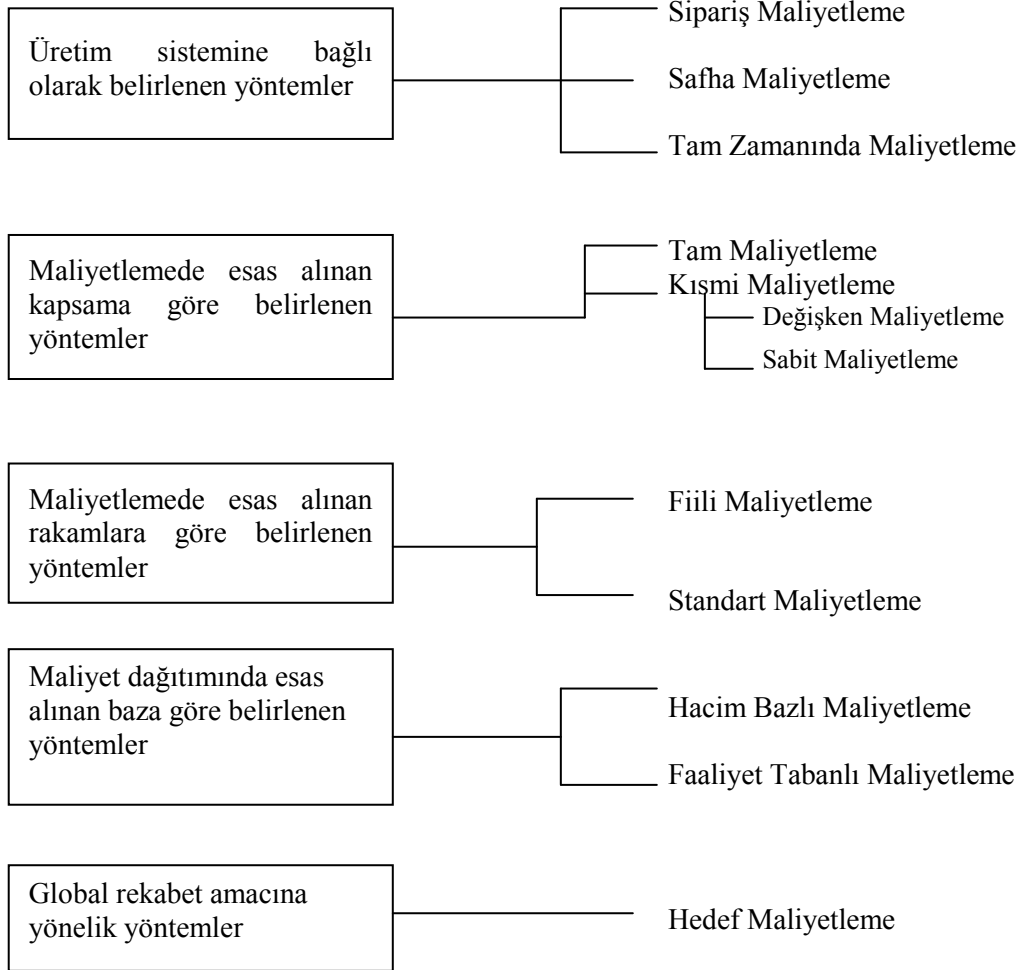 Üretim sistemine bağlı
olarak belirlenen yöntemler
Sipariş Maliyetleme
Safha Maliyetleme
Tam Zamanında Maliyetleme
Maliyetlemede esas alınan
kapsama göre belirlenen
yöntemler
Tam Maliyetleme
Kısmi Maliyetleme
Değişken Maliyetleme
Sabit Maliyetleme
Maliyetlemede esas alınan
rakamlara göre belirlenen
yöntemler
Fiili Maliyetleme
Standart Maliyetleme
Maliyet dağıtımında esas
alınan baza göre belirlenen
yöntemler
Hacim Bazlı Maliyetleme
Faaliyet Tabanlı Maliyetleme
Global rekabet amacına
yönelik yöntemler
Hedef Maliyetleme